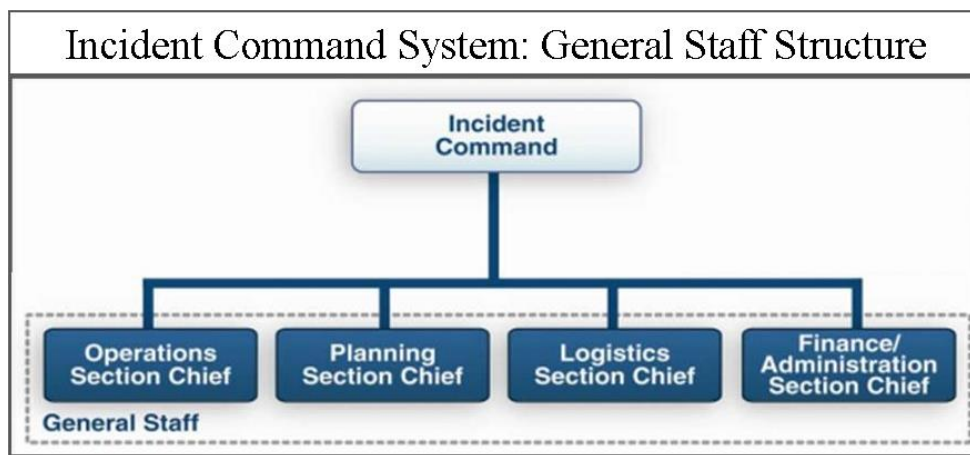 Incident Command System: General Staff Structure
Incident
Command
Operations
Section Chief
Planning
Section Chief
Logistics
Section Chief
Finance/
Administration
Section Chief
General Staff